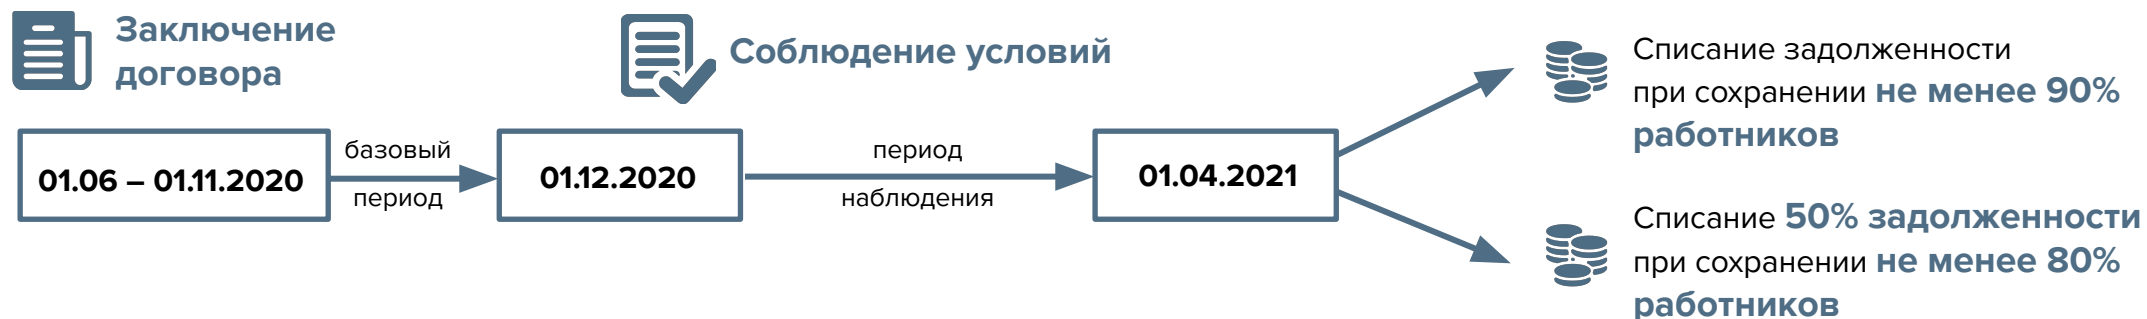 Заключение
договора
Соблюдение условий
01.06 – 01.11.2020
базовый
период
01.12.2020
период
наблюдения
01.04.2021
Списание задолженности
при сохранении не менее 90%
работников
Списание 50% задолженности
при сохранении не менее 80%
работников